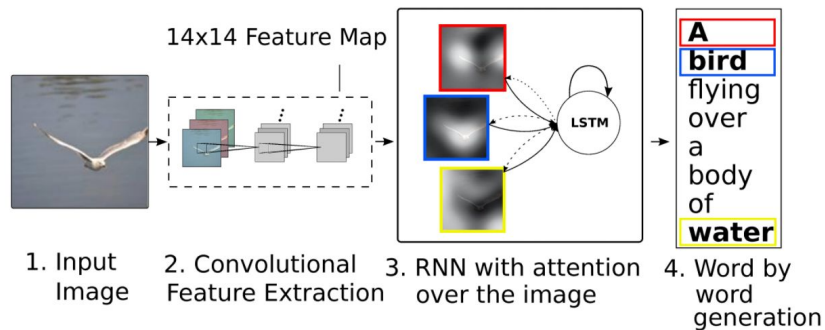 14x14 Feature Map
LSTM
A
bird
flying
over
a
body
of
water
1. Input
Image
2. Convolutional
Feature Extraction
3. RNN with attention
over the image
4. Word by
word
generation